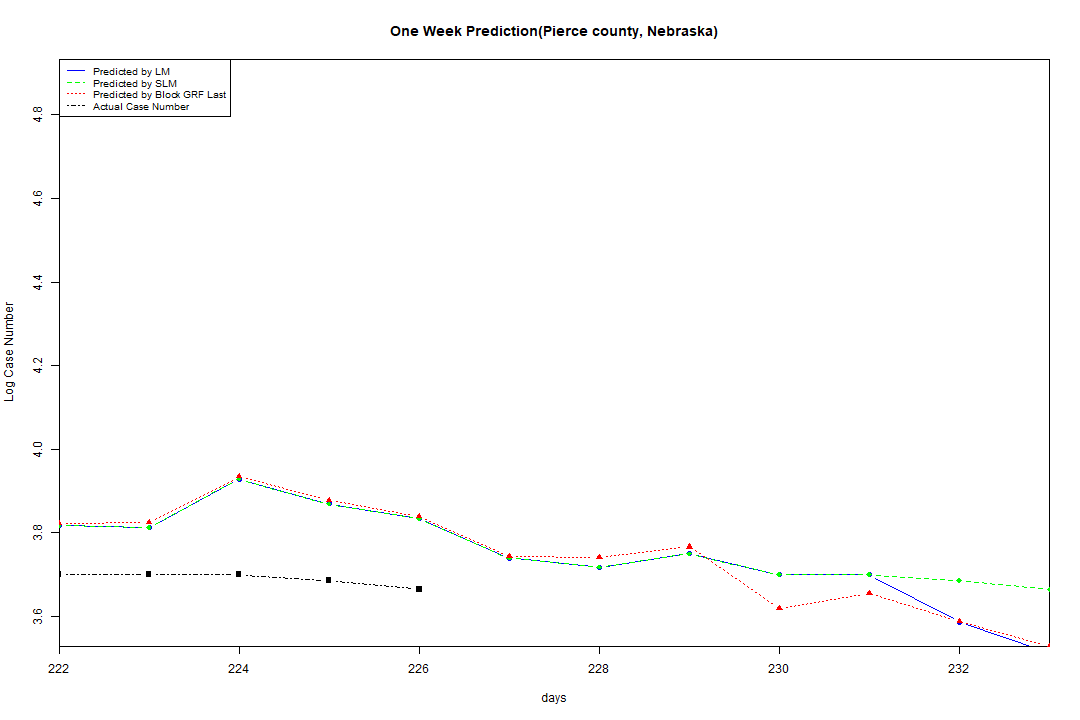 One Week Prediction(Pierce county, Nebraska)
Predicted by LM
Predicted by SLM
Predicted by Block GRF Last
Actual Case Number
4.8
4.6
4.4
4.2
4.0
3.8
3.6
Log Case Number
222 224 226 228 230 232
days